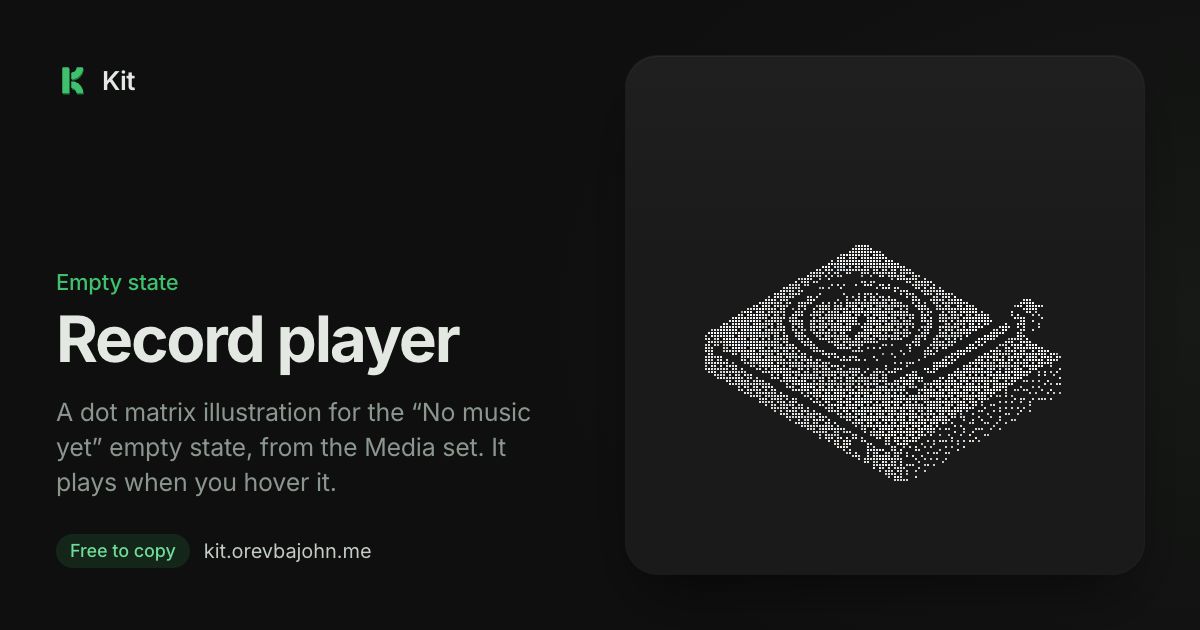 Kit
Empty state
Record player
A dot matrix illustration for the “No music
yet” empty state, from the Media set. It
plays when you hover it.
Free to copy
kit.orevbajohn.me